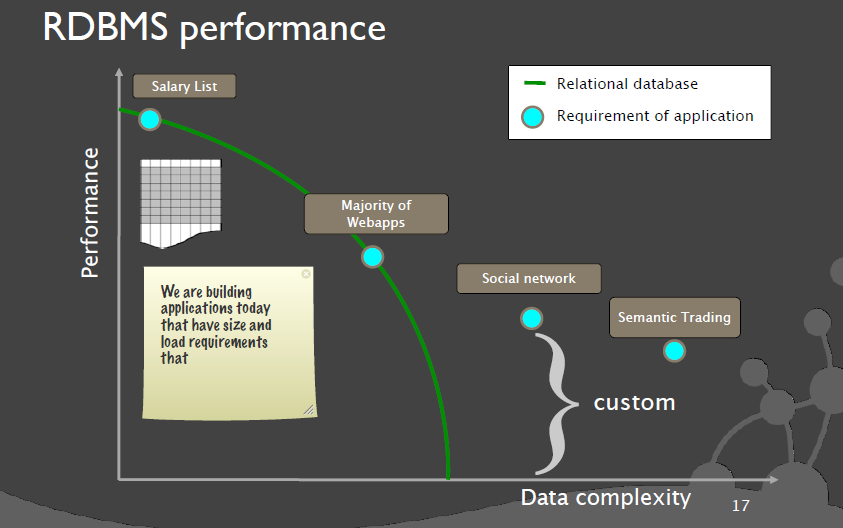 RDBMS performance
Salary List
Relational database
Requirement of application
Performance
Majority of
Webapps
We are building
applications today
that have size and
load requirements
that
Social network
Semantic Trading
custom
Data complexity
17